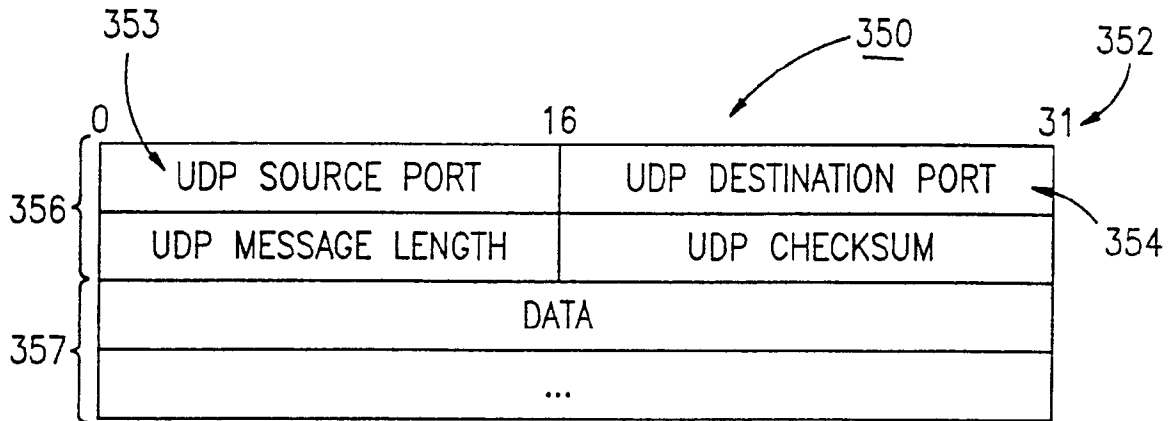 353
350
352
0
16
31
UDP SOURCE PORT
UDP DESTINATION PORT
356
354
UDP MESSAGE LENGTH
UDP CHECKSUM
DATA
357
...